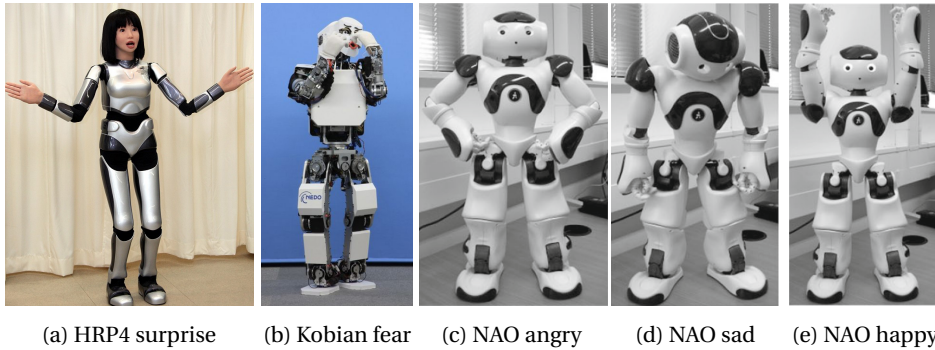 NEDO
(a) HRP4 surprise
(b) Kobian fear
(c) NAO angry
(d) NAO sad
(e) NAO happy